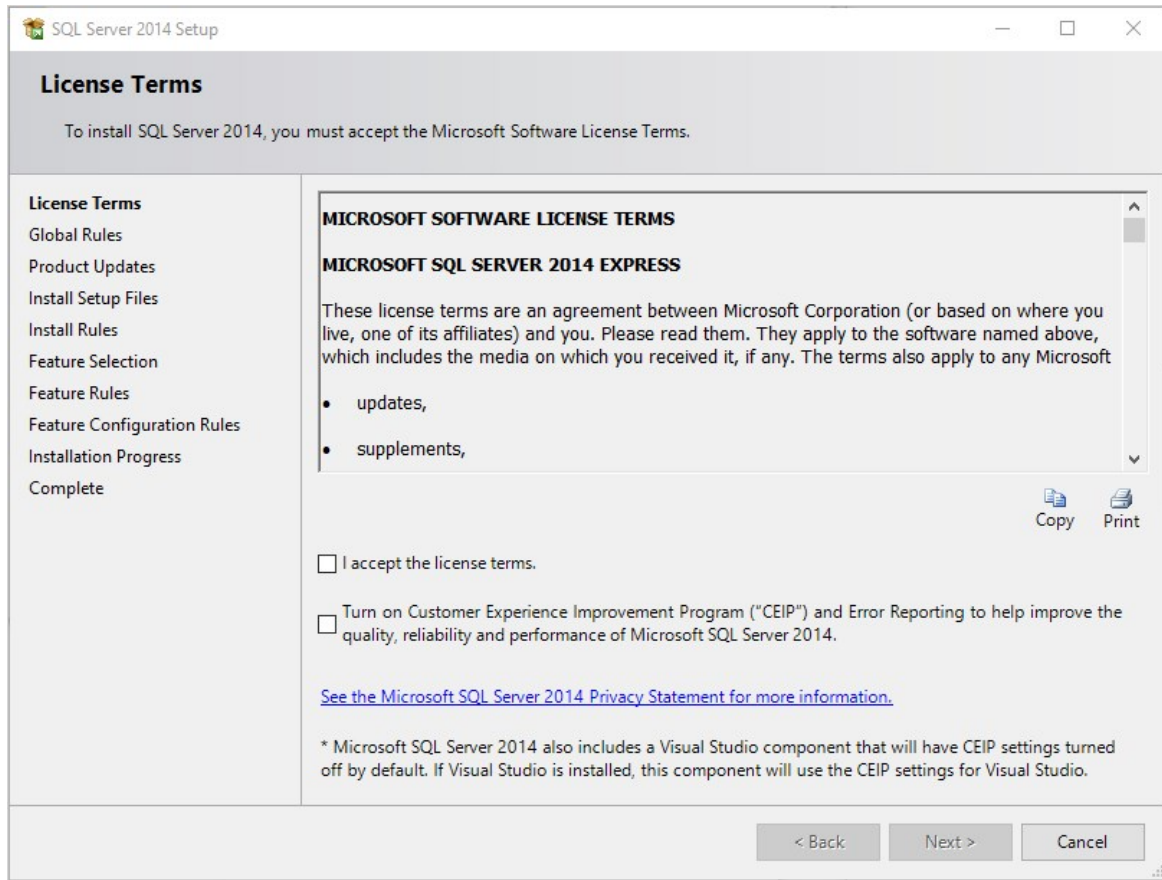 SQL Server 2014 Setup
License Terms
To install SQL Server 2014, you must accept the Microsoft Software License Terms.
License Terms
Global Rules
Product Updates
Install Setup Files
Install Rules
Feature Selection
Feature Rules
Feature Configuration Rules
Installation Progress
Complete
MICROSOFT SOFTWARE LICENSE TERMS
MICROSOFT SQL SERVER 2014 EXPRESS
These license terms are an agreement between Microsoft Corporation (or based on where you
live, one of its affiliates) and you. Please read them. They apply to the software named above,
which includes the media on which you received it, if any. The terms also apply to any Microsoft
• updates,
• supplements,
Copy Print
I accept the license terms.
Turn on Customer Experience Improvement Program (“CEIP”) and Error Reporting to help improve the
quality, reliability and performance of Microsoft SQL Server 2014.
See the Microsoft SQL Server 2014 Privacy Statement for more information.
* Microsoft SQL Server 2014 also includes a Visual Studio component that will have CEIP settings turned
off by default. If Visual Studio is installed, this component will use the CEIP settings for Visual Studio.
< Back Next > Cancel